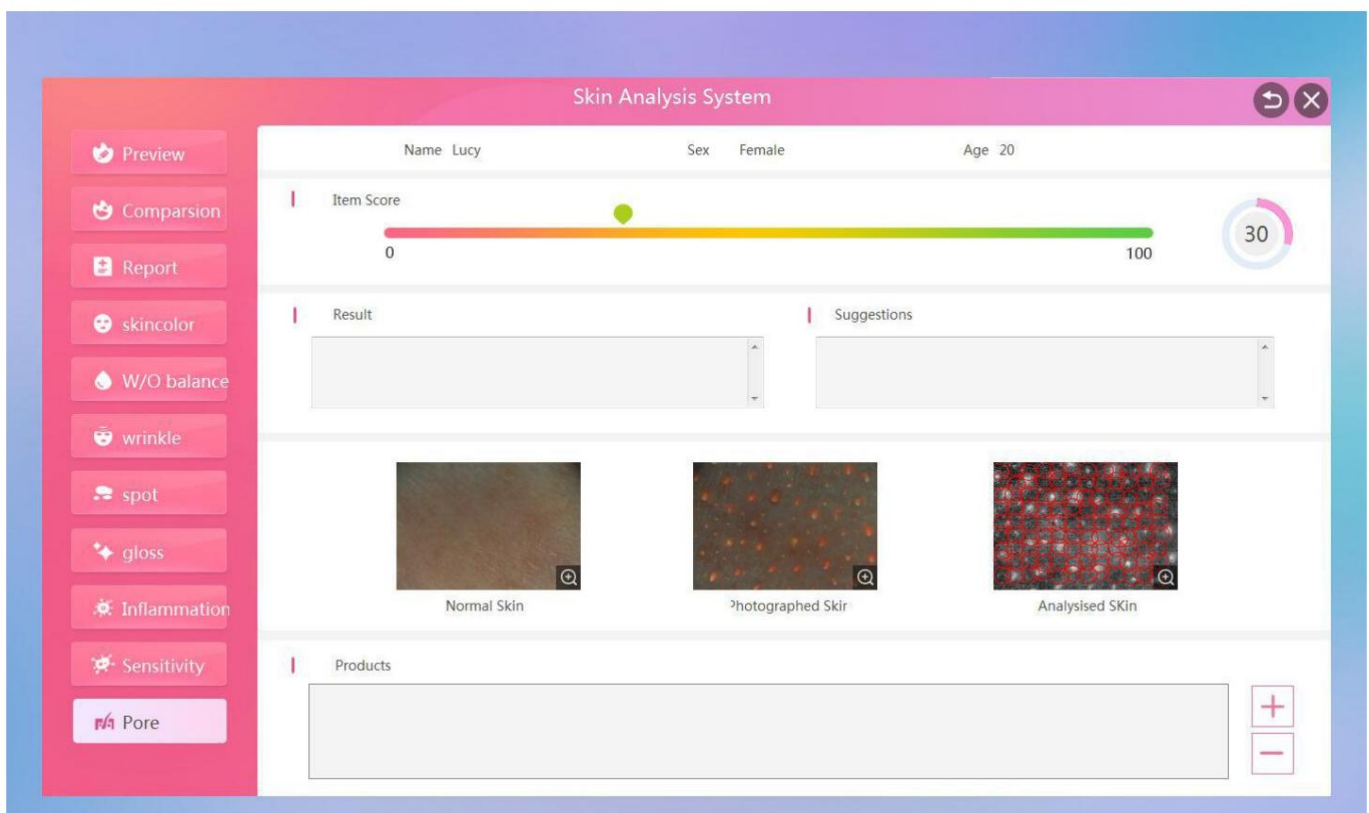 Skin Analysis System
Preview
Comparsion
Report
skincolor
W/O balance
wrinkle
spot
gloss
Inflammation
Sensitivity
Pore
Name Lucy Sex Female Age 20
Item Score
0 100
30
Result
Suggestions
Normal Skin
Photographed Skir
Analysised SKin
Products